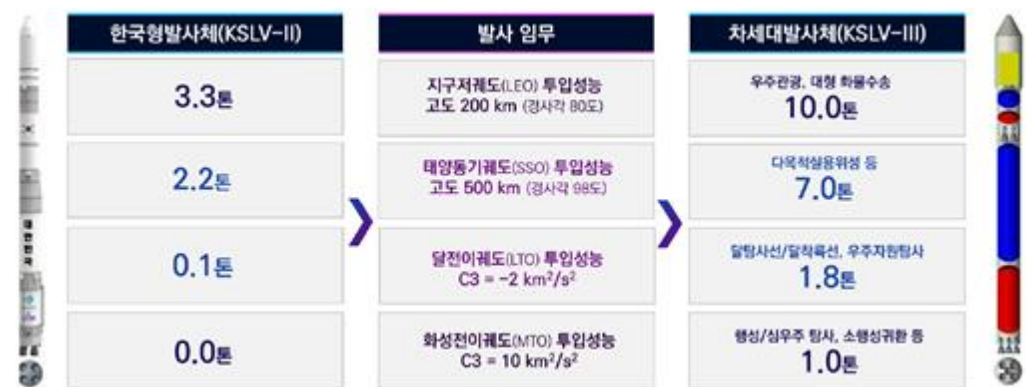 한국형발사체(KSLV-II)
발사 임무
차세대발사체(KSLV-III)
3.3톤
지구저궤도(LEO) 투입성능
고도 200 km (경사각 80도)
우주관광, 대형 화물수송
10.0톤
2.2톤
태양동기궤도(SSO) 투입성능
고도 500 km (경사각 98도)
다목적실용위성 등
7.0톤
0.1톤
달전이궤도(LTO) 투입성능
C3 = -2 km²/s²
달탐사선/달착륙선, 우주자원탐사
1.8톤
0.0톤
화성전이궤도(MTO) 투입성능
C3 = 10 km²/s²
행성/심우주 탐사, 소행성귀환 등
1.0톤
대한민국